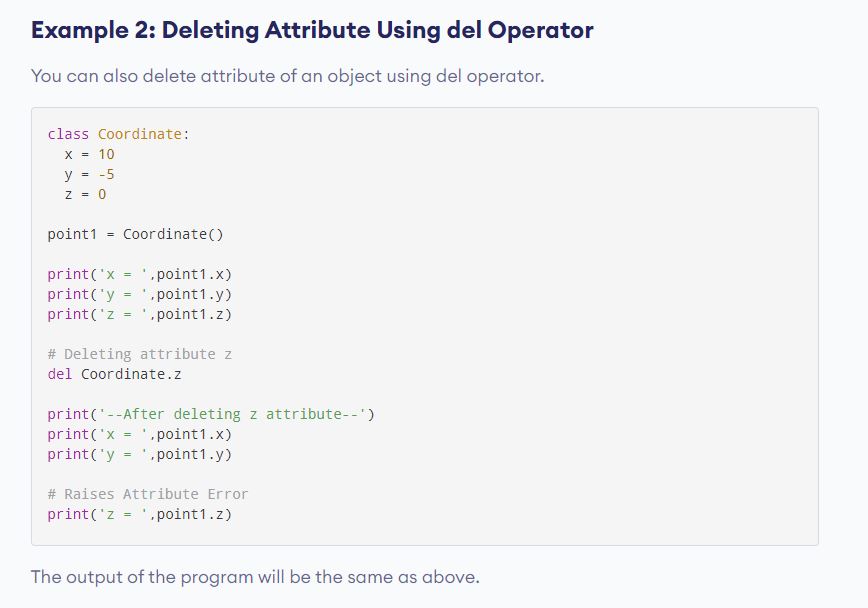 Example 2: Deleting Attribute Using del Operator
You can also delete attribute of an object using del operator.
class Coordinate:
  x = 10
  y = -5
  z = 0
point1 = Coordinate()
print('x = ',point1.x)
print('y = ',point1.y)
print('z = ',point1.z)
# Deleting attribute z
del Coordinate.z
print('--After deleting z attribute--')
print('x = ',point1.x)
print('y = ',point1.y)
# Raises Attribute Error
print('z = ',point1.z)
The output of the program will be the same as above.